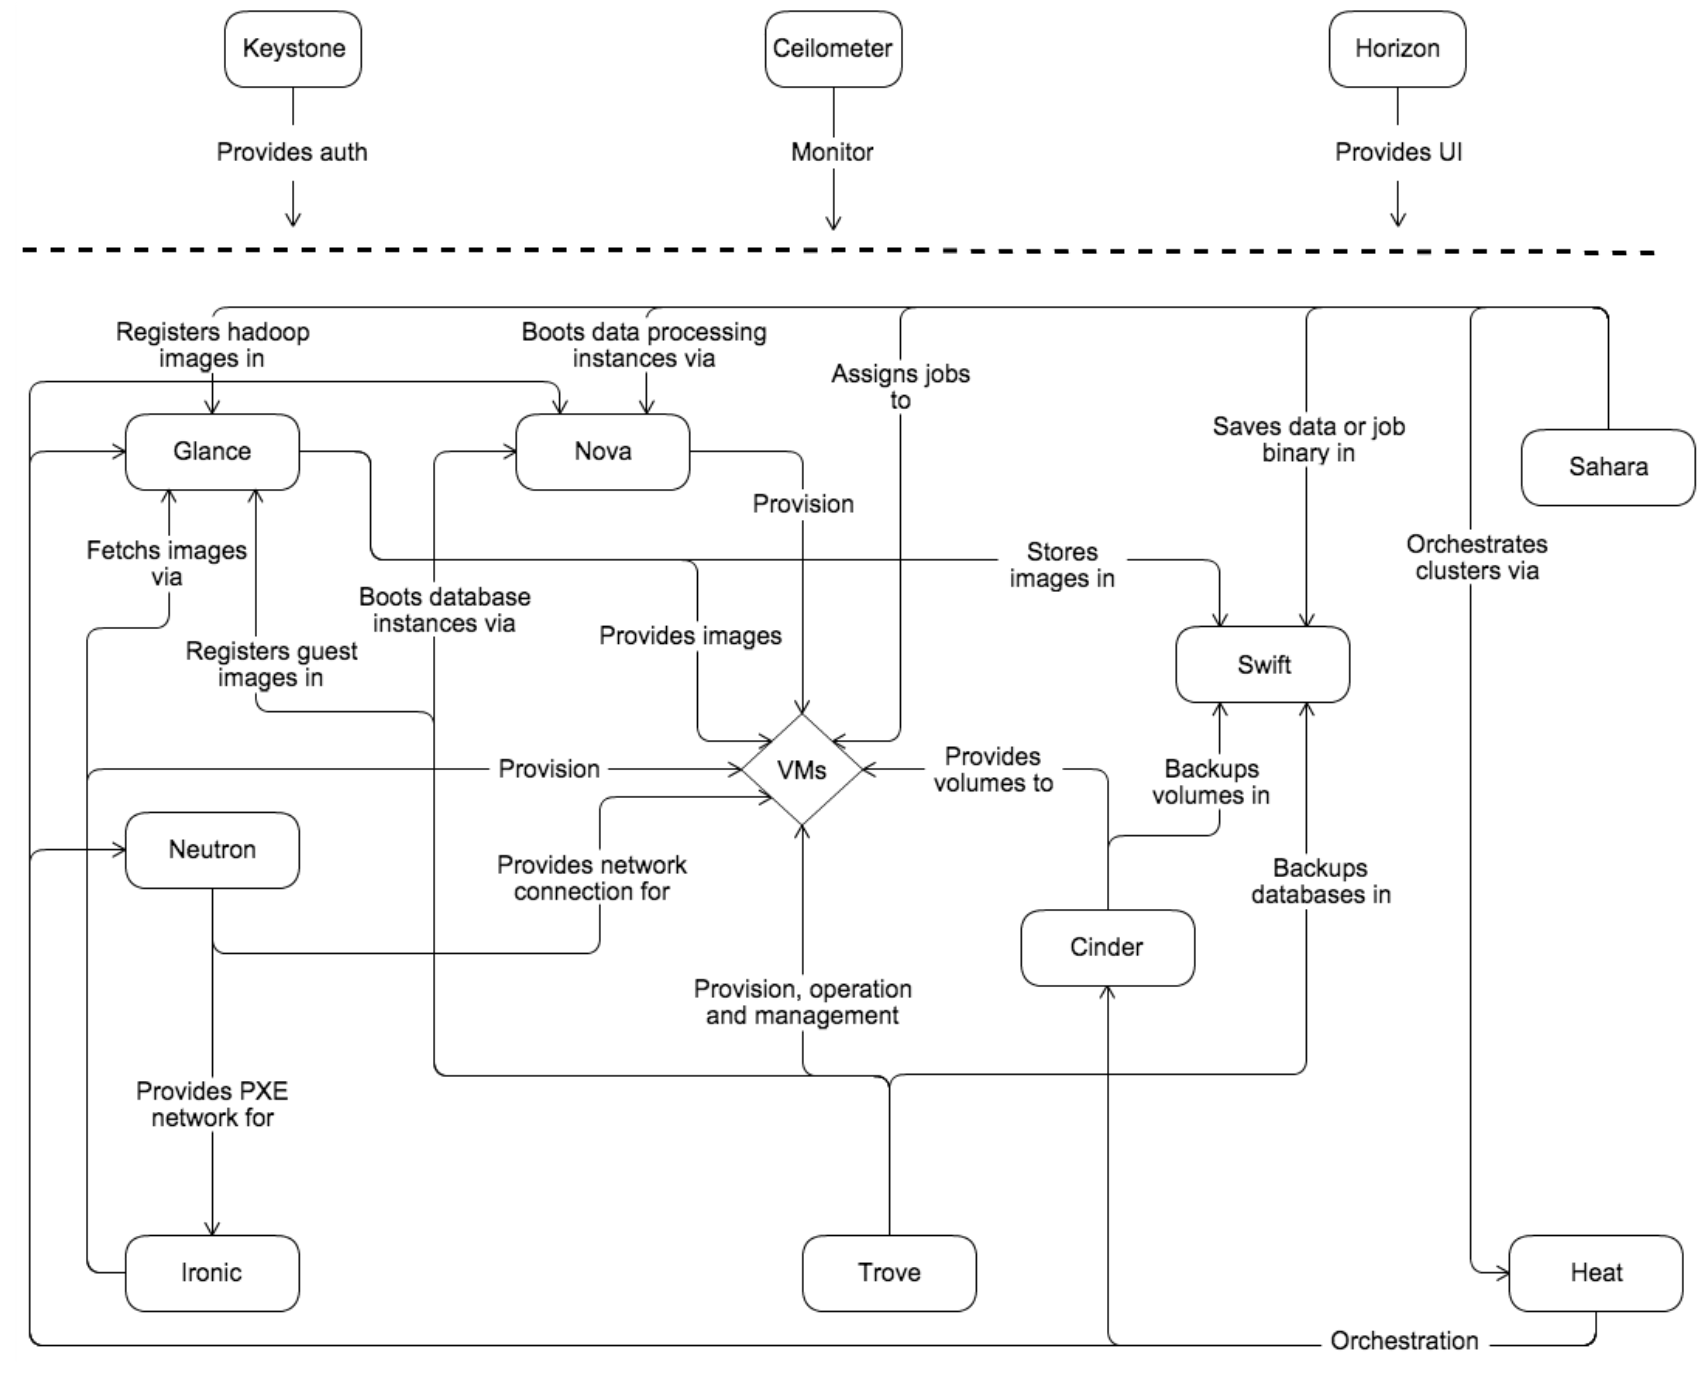 Keystone
Ceilometer
Horizon
Provides auth
Monitor
Provides UI
Registers hadoop
images in
Boots data processing
instances via
Assigns jobs
to
Saves data or job
binary in
Glance
Nova
Sahara
Provision
Fetchs images
via
Stores
images in
Orchestrates
clusters via
Boots database
instances via
Provides images
Registers guest
images in
Swift
Provision
VMs
Provides
volumes to
Backups
volumes in
Neutron
Provides network
connection for
Backups
databases in
Cinder
Provision, operation
and management
Provides PXE
network for
Ironic
Trove
Heat
Orchestration